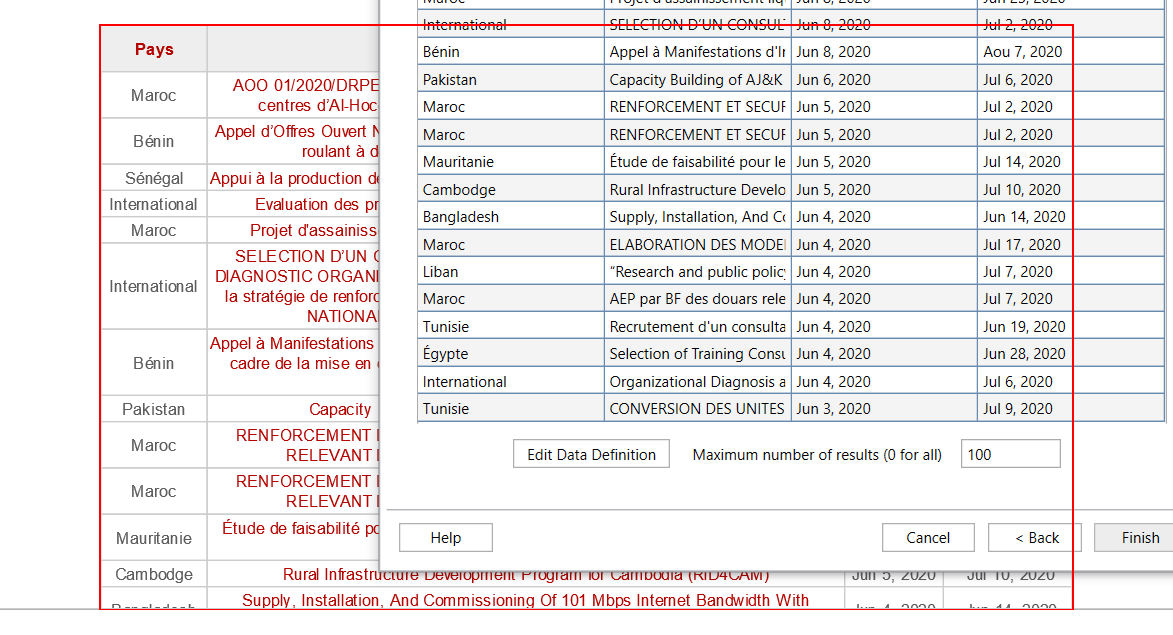 Pays
Maroc
AOO 01/2020/DRPE
centres d’Al-Hoc
Bénin
Appel d’Offres Ouvert N
roulant à d
Sénégal
Appui à la production de
International
Evaluation des pr
Maroc
Projet d'assainiss
International
SELECTION D’UN C
DIAGNOSTIC ORGANI
la stratégie de renforc
NATIONAL
Bénin
Appel à Manifestations
cadre de la mise en
Pakistan
Capacity
Maroc
RENFORCEMENT
RELEVANT
Maroc
RENFORCEMENT
RELEVANT
Mauritanie
Étude de faisabilité po
Cambodge Rural Infrastructure Development Program for Cambodia (RID4CAM) Jun 5, 2020 Jul 10, 2020
Bangladesh Supply, Installation, And Commissioning Of 101 Mbps Internet Bandwidth With Jun 4, 2020 Jun 14, 2020
Maroc Projet d'assainissement liq Jun 8, 2020 Jun 29, 2020
International SELECTION D’UN CONSUL Jun 8, 2020 Jul 2, 2020
Bénin Appel à Manifestations d'I Jun 8, 2020 Aou 7, 2020
Pakistan Capacity Building of AJ&K Jun 6, 2020 Jul 6, 2020
Maroc RENFORCEMENT ET SECUR Jun 5, 2020 Jul 2, 2020
Maroc RENFORCEMENT ET SECUR Jun 5, 2020 Jul 2, 2020
Mauritanie Étude de faisabilité pour le Jun 5, 2020 Jul 14, 2020
Cambodge Rural Infrastructure Develo Jun 5, 2020 Jul 10, 2020
Bangladesh Supply, Installation, And Co Jun 4, 2020 Jun 14, 2020
Maroc ELABORATION DES MODE Jun 4, 2020 Jul 17, 2020
Liban “Research and public policy Jun 4, 2020 Jul 7, 2020
Maroc AEP par BF des douars rele Jun 4, 2020 Jul 7, 2020
Tunisie Recrutement d'un consulta Jun 4, 2020 Jun 19, 2020
Égypte Selection of Training Consu Jun 4, 2020 Jun 28, 2020
International Organizational Diagnosis a Jun 4, 2020 Jul 6, 2020
Tunisie CONVERSION DES UNITES Jun 3, 2020 Jul 9, 2020
Edit Data Definition Maximum number of results (0 for all) 100
Help Cancel < Back Finish